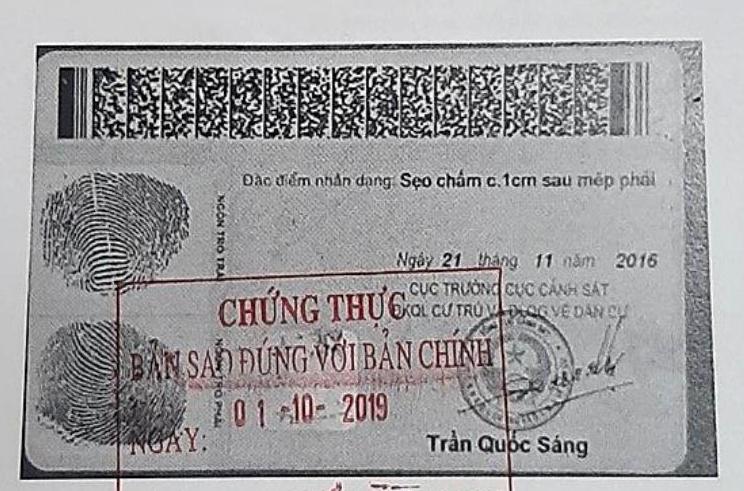 Đặc điểm nhân dạng: Sẹo chấm c.1cm sau mép phải
NGÓN TRỎ TRÁI
Ngày 21 tháng 11 năm 2016
CỤC TRƯỞNG CỤC CẢNH SÁT
ĐKQL CƯ TRÚ VÀ DLQG VỀ DÂN CƯ
CHỨNG THỰC
BẢN SAO ĐÚNG VỚI BẢN CHÍNH
NGÓN TRỎ PHẢI
01 -10- 2019
NGÀY:
Trần Quốc Sáng